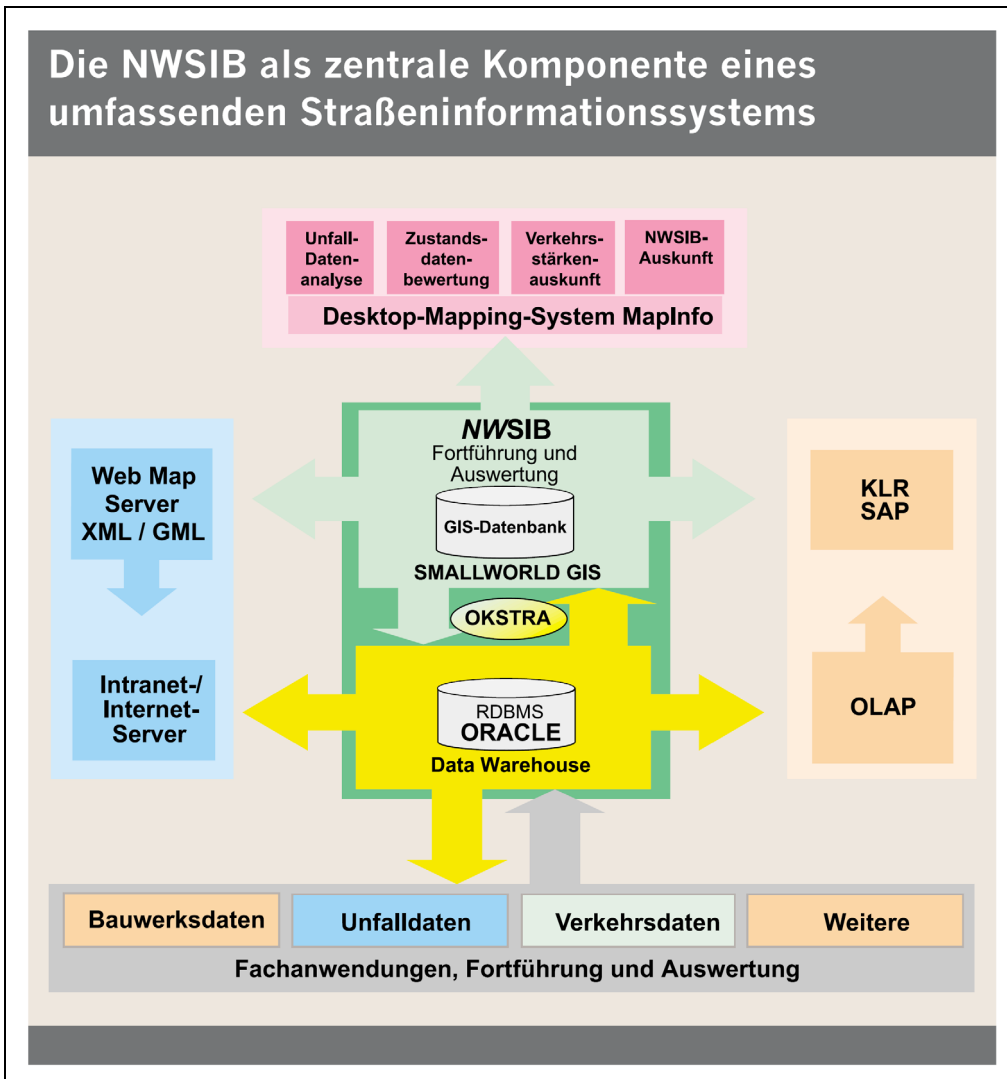 Die NWSIB als zentrale Komponente eines
umfassenden Straßeninformationssystems
Unfall-
Daten-
analyse
Zustands-
daten-
bewertung
Verkehrs-
stärken-
auskunft
NWSIB-
Auskunft
Desktop-Mapping-System MapInfo
NWSIB
Fortführung und
Auswertung
GIS-Datenbank
SMALLWORLD GIS
Web Map
Server
XML / GML
Intranet-/
Internet-
Server
KLR
SAP
OLAP
OKSTRA
RDBMS
ORACLE
Data Warehouse
Bauwerksdaten
Unfalldaten
Verkehrsdaten
Weitere
Fachanwendungen, Fortführung und Auswertung